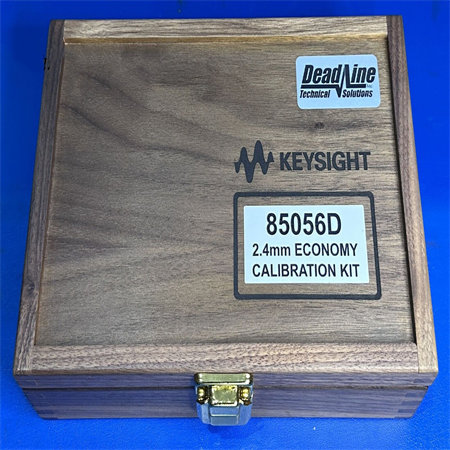 DeadLine
Technical Solutions
KEYSIGHT
85056D
2.4mm ECONOMY
CALIBRATION KIT